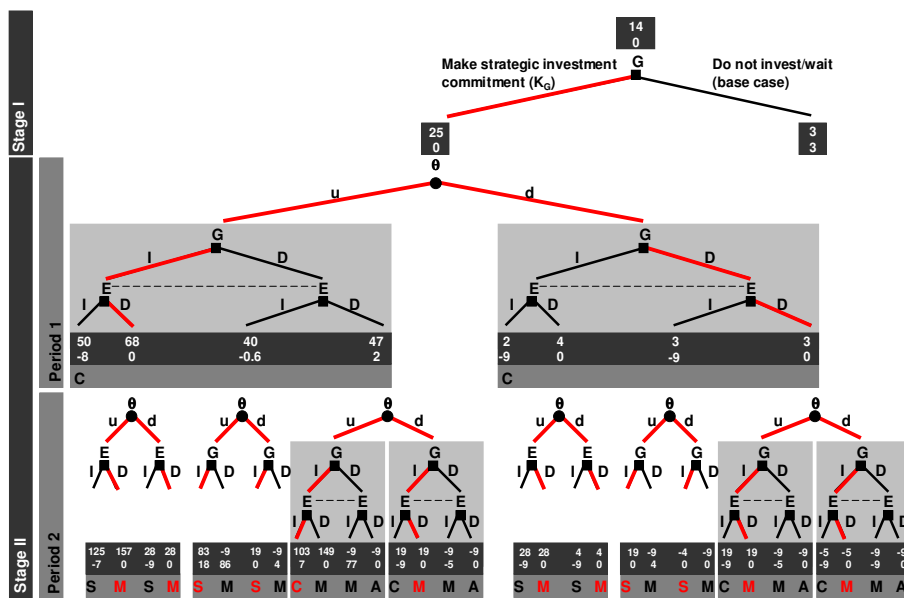 Stage I
14
0
G
Make strategic investment
commitment (K_G)
Do not invest/wait
(base case)
25
0
3
3
Stage II
Period 1
θ
u d
G G
I D I D
E E E E
I D I D I D I D
50 68 40 47 2 4 3 3
-8 0 -0.6 2 -9 0 -9 0
C C
Period 2
θ θ θ θ θ θ
u d u d u d u d u d u d
E E G G G G E E G G G G
I D I D I D I D I D I D I D I D I D I D I D I D
E E E E E E E E
I D I D I D I D I D I D I D I D
125 157 28 28 83 -9 19 -9 103 149 -9 -9 19 19 -9 -9 28 28 4 4 19 -9 -4 -9 19 19 -9 -9 -5 -5 -9 -9
-7 0 -9 0 18 86 0 4 7 0 77 0 -9 0 -5 0 -9 0 -9 0 -9 4 0 0 -9 0 -5 0 -9 0 -9 0
S M S M S M S M C M M A C M M A S M S M S M S M C M M A C M M A